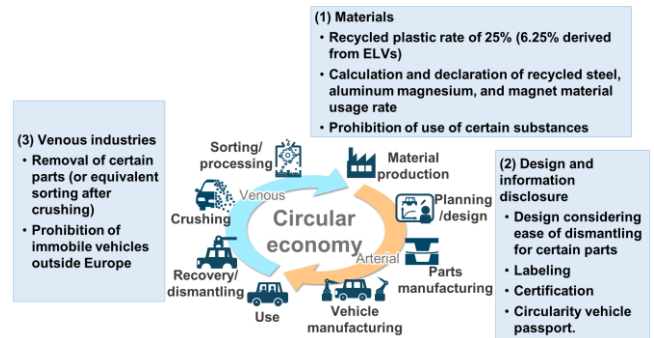 (1) Materials
• Recycled plastic rate of 25% (6.25% derived
from ELVs)
• Calculation and declaration of recycled steel,
aluminum magnesium, and magnet material
usage rate
• Prohibition of use of certain substances
(3) Venous industries
• Removal of certain
parts (or equivalent
sorting after
crushing)
• Prohibition of
immobile vehicles
outside Europe
Sorting/
processing
Material
production
Venous
Crushing
Planning
/design
Circular
economy
Arterial
Recovery/
dismantling
Parts
manufacturing
Use
Vehicle
manufacturing
(2) Design and
information
disclosure
• Design considering
ease of dismantling
for certain parts
• Labeling
• Certification
• Circularity vehicle
passport.